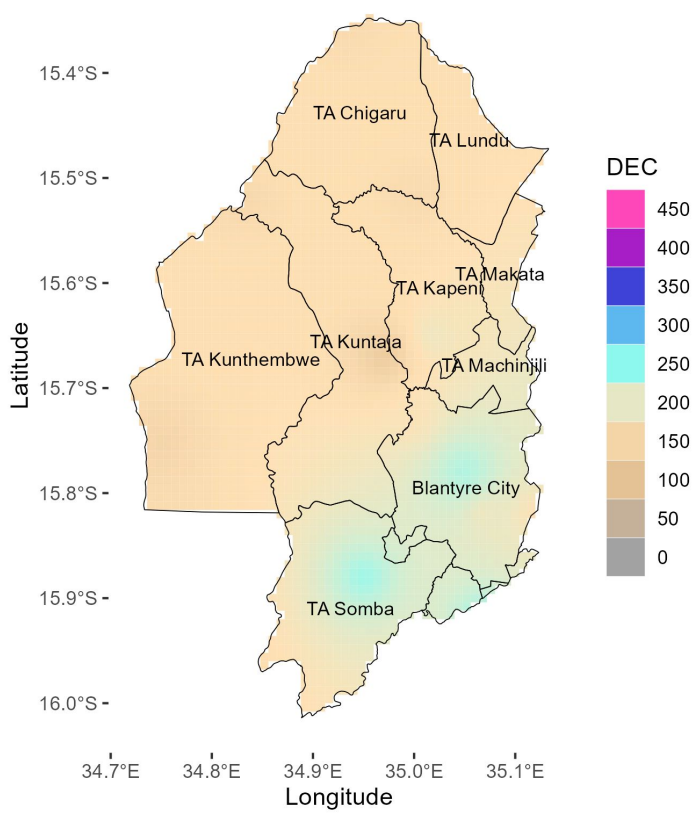 15.4°S
15.5°S
15.6°S
15.7°S
15.8°S
15.9°S
16.0°S
Latitude
TA Chigaru
TA Lundu
TA Makata
TA Kapeni
TA Kuntaja
TA Kunthembwe
TA Machinjili
Blantyre City
TA Somba
34.7°E 34.8°E 34.9°E 35.0°E 35.1°E
Longitude
DEC
450
400
350
300
250
200
150
100
50
0